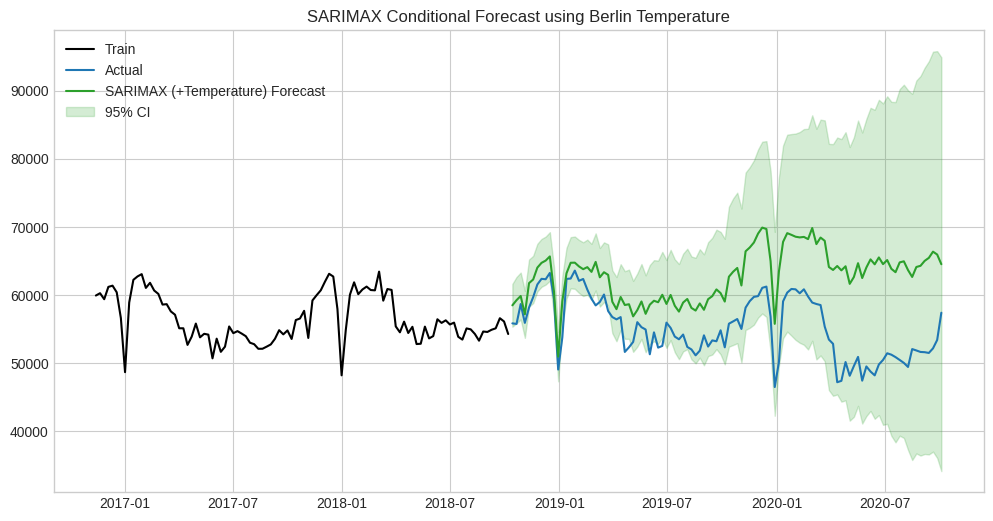 SARIMAX Conditional Forecast using Berlin Temperature
Train
Actual
SARIMAX (+Temperature) Forecast
95% CI
90000
80000
70000
60000
50000
40000
2017-01 2017-07 2018-01 2018-07 2019-01 2019-07 2020-01 2020-07